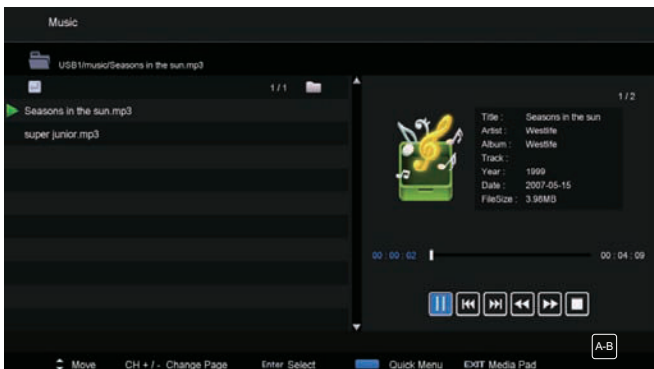 Music
USB1/music/Seasons in the sun.mp3
1 / 1
1 / 2
Seasons in the sun.mp3
super junior.mp3
Title : Seasons in the sun
Artist : Westlife
Album : Westlife
Track :
Year : 1999
Date : 2007-05-15
FileSize : 3.98MB
00 : 00 : 02
00 : 04 : 09
A-B
Move CH + / - Change Page Enter Select Quick Menu EXIT Media Pad